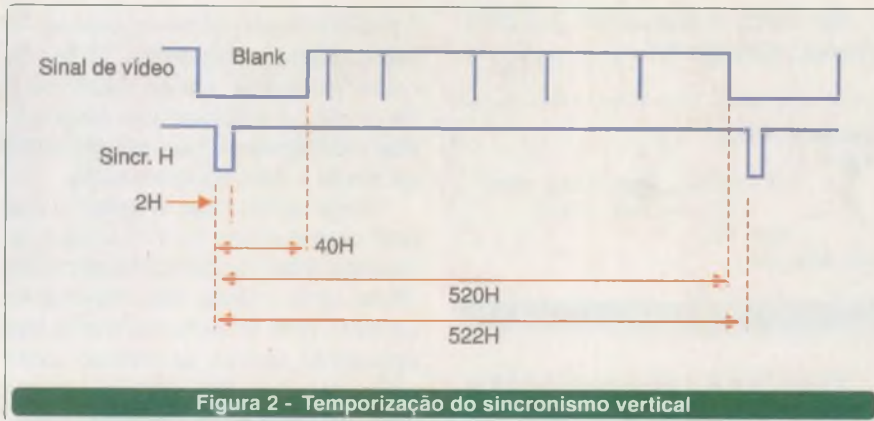 Sinal de vídeo
Blank
Sincr. H
2H
40H
520H
522H
Figura 2 - Temporização do sincronismo vertical